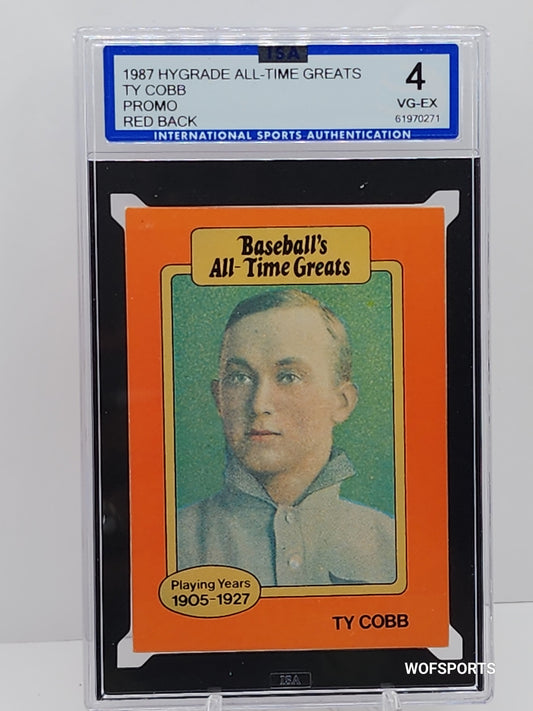 ISA
1987 HYGRADE ALL-TIME GREATS
TY COBB
PROMO
RED BACK
4
VG-EX
61970271
INTERNATIONAL SPORTS AUTHENTICATION
Baseball's
All-Time Greats
Playing Years
1905-1927
TY COBB
WOFSPORTS
ISA